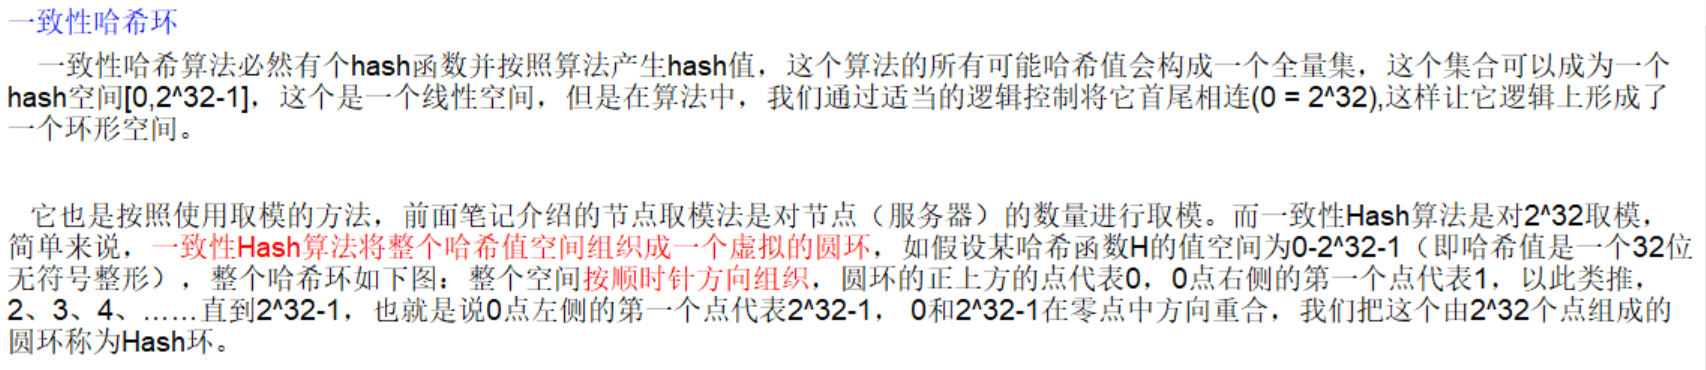 一致性哈希环
一致性哈希算法必然有个hash函数并按照算法产生hash值，这个算法的所有可能哈希值会构成一个全量集，这个集合可以成为一个
hash空间[0,2^32-1]，这个是一个线性空间，但是在算法中，我们通过适当的逻辑控制将它首尾相连(0 = 2^32),这样让它逻辑上形成了
一个环形空间。
它也是按照使用取模的方法，前面笔记介绍的节点取模法是对节点（服务器）的数量进行取模。而一致性Hash算法是对2^32取模，
简单来说，一致性Hash算法将整个哈希值空间组织成一个虚拟的圆环，如假设某哈希函数H的值空间为0-2^32-1（即哈希值是一个32位
无符号整形），整个哈希环如下图：整个空间按顺时针方向组织，圆环的正上方的点代表0，0点右侧的第一个点代表1，以此类推，
2、3、4、……直到2^32-1，也就是说0点左侧的第一个点代表2^32-1， 0和2^32-1在零点中方向重合，我们把这个由2^32个点组成的
圆环称为Hash环。